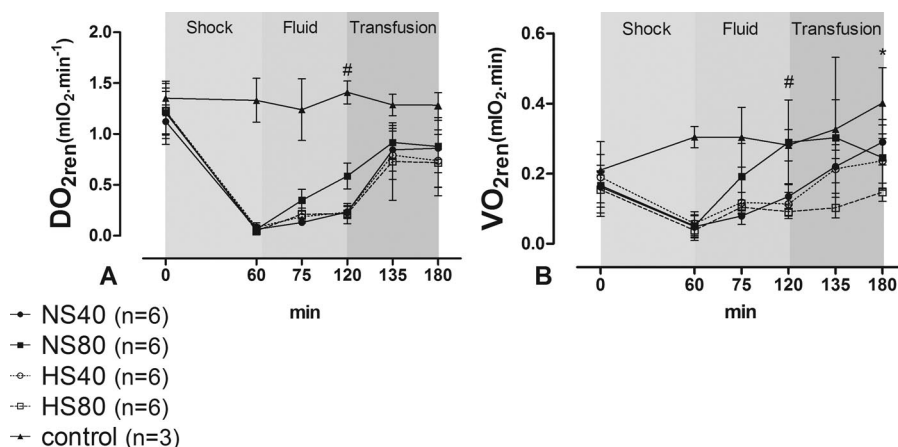 Shock Fluid Transfusion
DO2ren(mlO2.min-1)
2.0
1.5
1.0
0.5
0.0
#
0 60 75 120 135 180
A
min
Shock Fluid Transfusion
VO2ren(mlO2.min)
0.6
0.4
0.2
0.0
#
*
0 60 75 120 135 180
B
min
NS40 (n=6)
NS80 (n=6)
HS40 (n=6)
HS80 (n=6)
control (n=3)